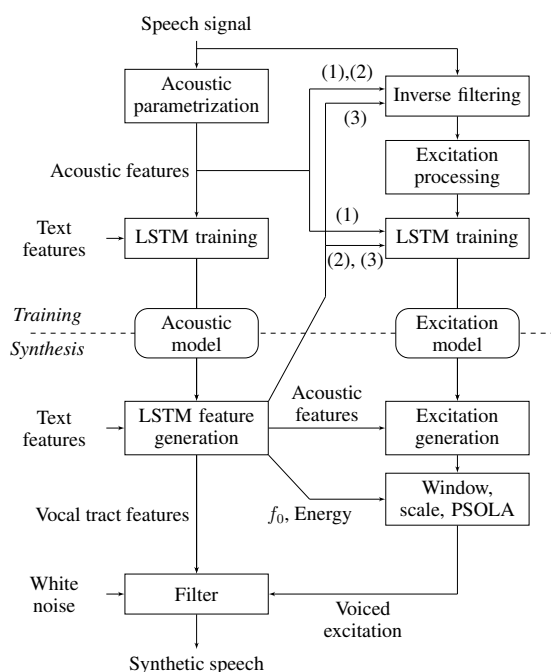 Speech signal
Acoustic
parametrization
(1),(2)
Inverse filtering
(3)
Acoustic features
Excitation
processing
Text
features
LSTM training
(1)
LSTM training
(2), (3)
Training
Synthesis
Acoustic
model
Excitation
model
Text
features
LSTM feature
generation
Acoustic
features
Excitation
generation
Vocal tract features
f₀, Energy
Window,
scale, PSOLA
White
noise
Filter
Voiced
excitation
Synthetic speech